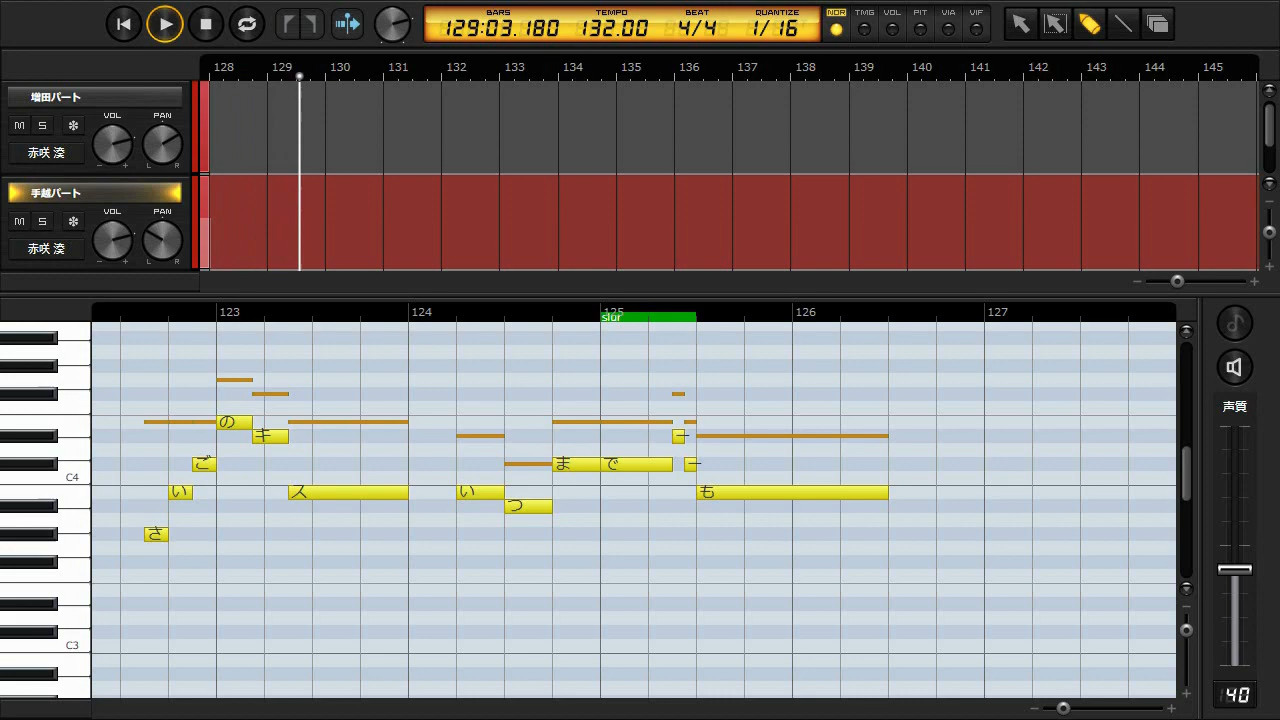 BARS TEMPO BEAT QUANTIZE
129:03.180 132.00 4/4 1/16
NOR TMG VOL PIT VIA VIF
128 129 130 131 132 133 134 135 136 137 138 139 140 141 142 143 144 145
増田パート
VOL PAN
M S
赤咲 湊
L R
手越パート
VOL PAN
M S
赤咲 湊
L R
123 124 125 126 127
slur
の
キ ー
ご ま で ー
C4
い ス い も
つ
さ
C3
声質
40